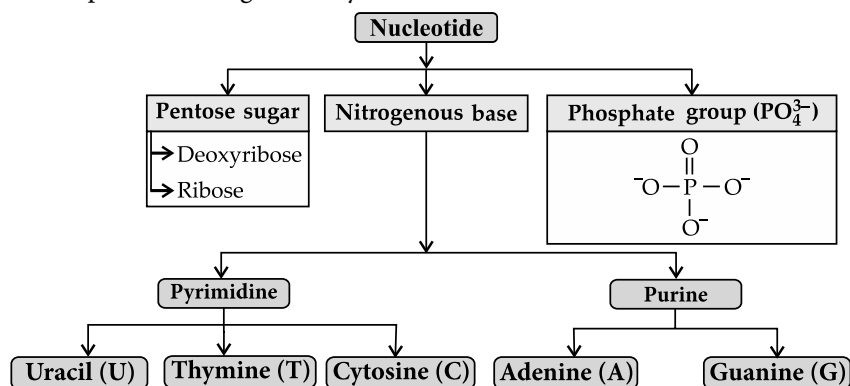 Nucleotide
Pentose sugar
Deoxyribose
Ribose
Nitrogenous base
Phosphate group (PO₄³⁻)
O
⁻O–P–O⁻
O⁻
Pyrimidine
Purine
Uracil (U)
Thymine (T)
Cytosine (C)
Adenine (A)
Guanine (G)